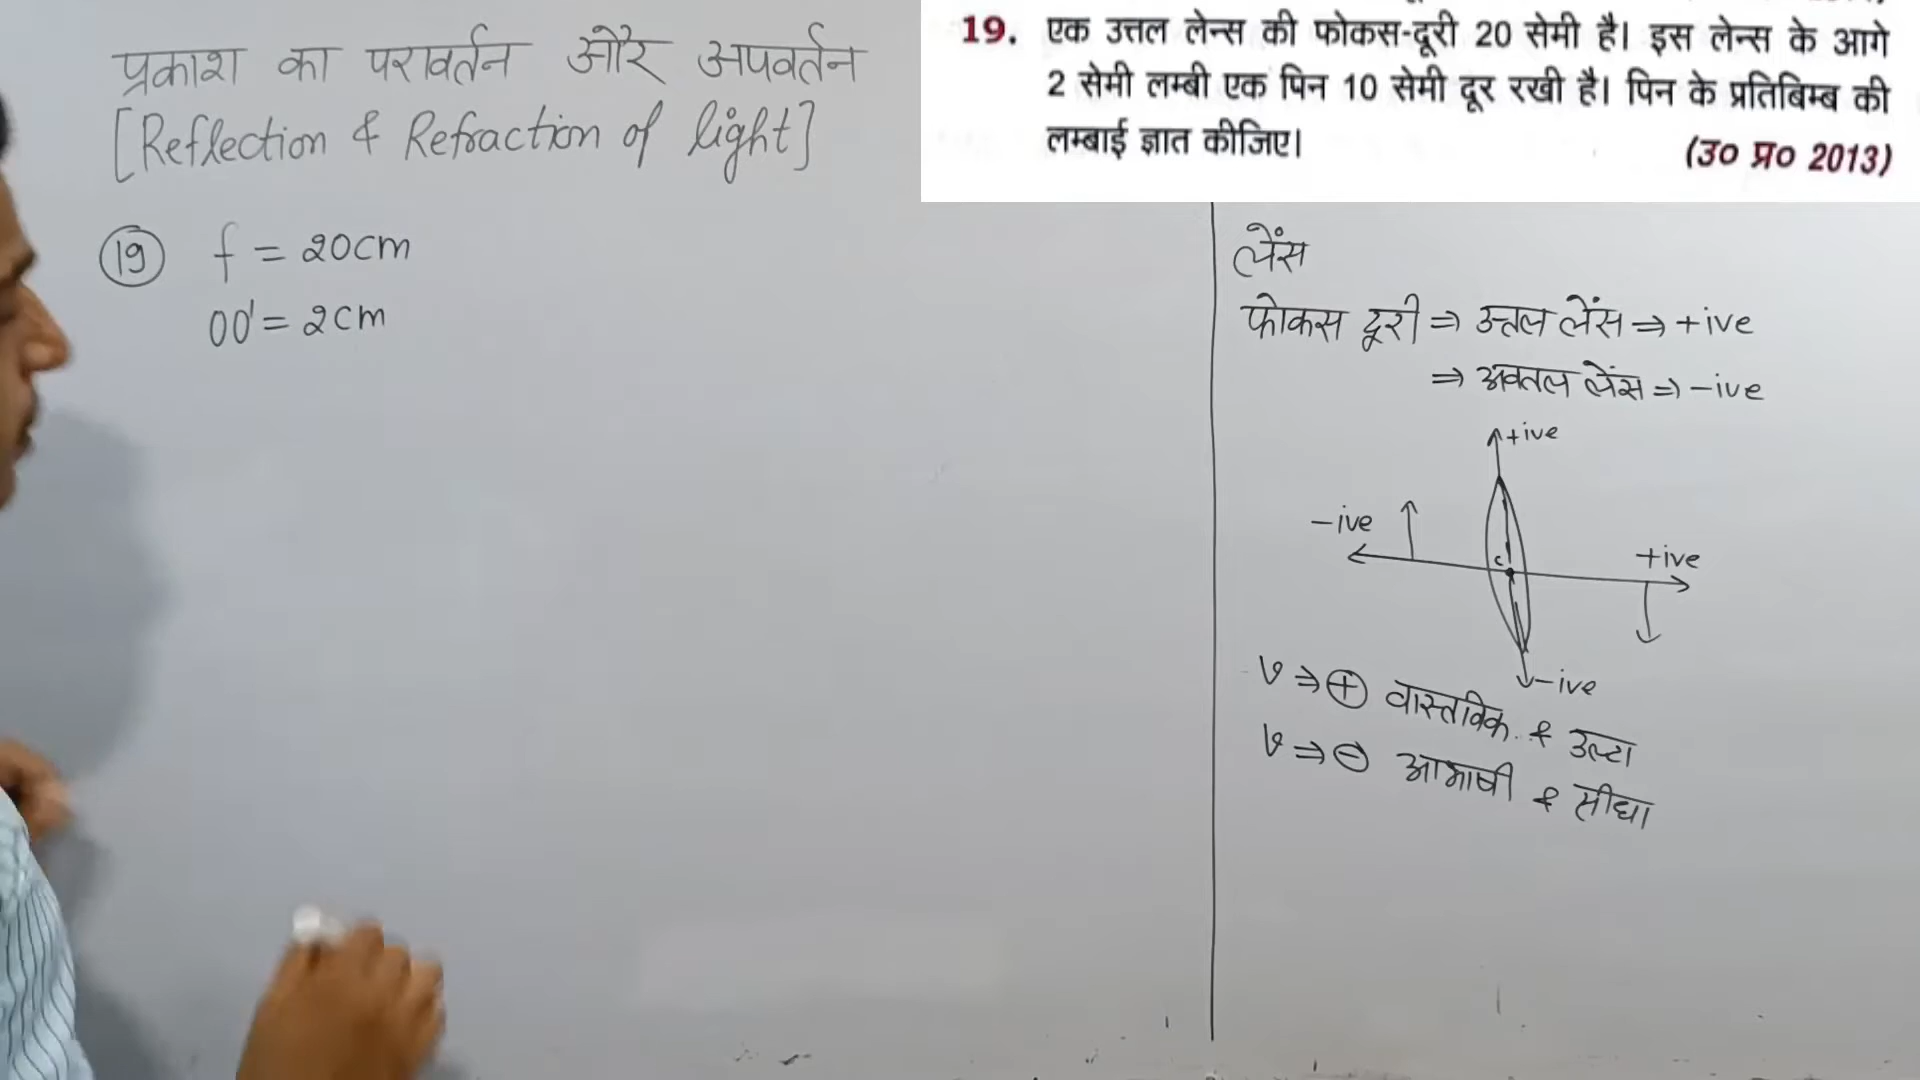 19. एक उत्तल लेन्स की फोकस-दूरी 20 सेमी है। इस लेन्स के आगे
2 सेमी लम्बी एक पिन 10 सेमी दूर रखी है। पिन के प्रतिबिम्ब की
लम्बाई ज्ञात कीजिए।
(उ० प्र० 2013)
प्रकाश का परावर्तन और अपवर्तन
[Reflection & Refraction of light]
19 f = 20cm
OO' = 2cm
लेंस
फोकस दूरी ⇒ उत्तल लेंस ⇒ +ive
⇒ अवतल लेंस ⇒ -ive
+ive
-ive
c
+ive
-ive
v ⇒ + वास्तविक & उल्टा
v ⇒ - आभाषी & सीधा